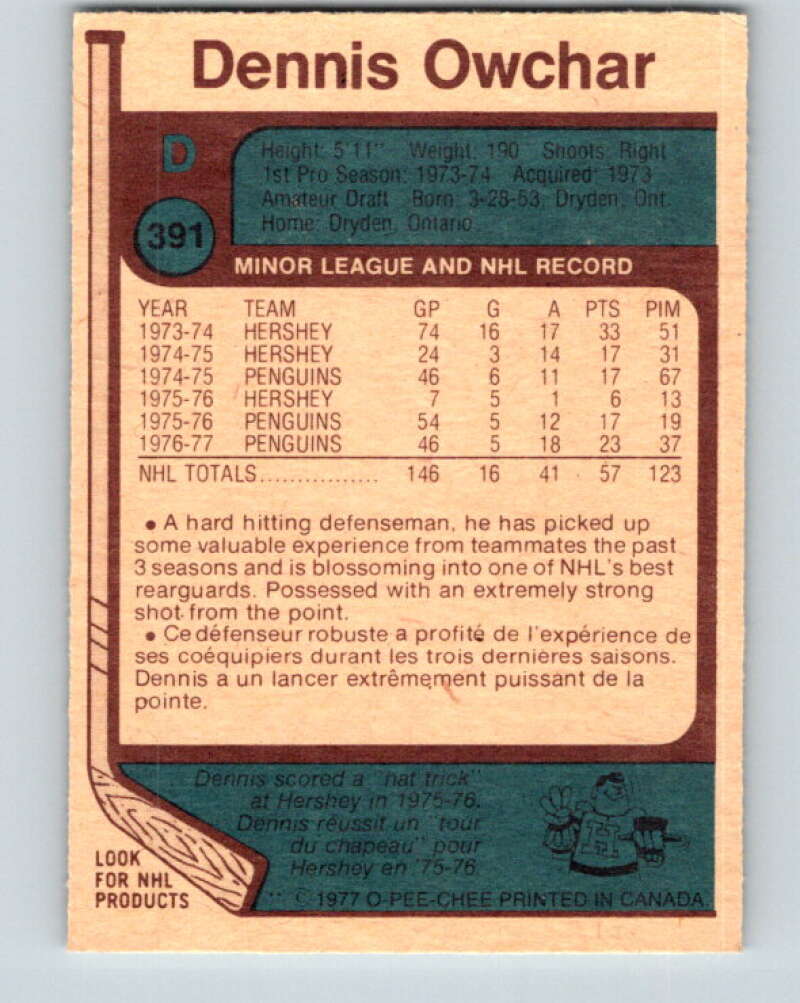 Dennis Owchar
D
391
Height: 5'11" Weight: 190 Shoots: Right
1st Pro Season: 1973-74 Acquired: 1973
Amateur Draft Born: 3-28-53, Dryden, Ont.
Home: Dryden, Ontario
MINOR LEAGUE AND NHL RECORD
YEAR TEAM GP G A PTS PIM
1973-74 HERSHEY 74 16 17 33 51
1974-75 HERSHEY 24 3 14 17 31
1974-75 PENGUINS 46 6 11 17 67
1975-76 HERSHEY 7 5 1 6 13
1975-76 PENGUINS 54 5 12 17 19
1976-77 PENGUINS 46 5 18 23 37
NHL TOTALS................ 146 16 41 57 123
• A hard hitting defenseman, he has picked up
some valuable experience from teammates the past
3 seasons and is blossoming into one of NHL's best
rearguards. Possessed with an extremely strong
shot from the point.
• Ce défenseur robuste a profité de l'expérience de
ses coéquipiers durant les trois dernières saisons.
Dennis a un lancer extrêmement puissant de la
pointe.
Dennis scored a "hat trick"
at Hershey in 1975-76.
Dennis réussit un "tour
du chapeau" pour
Hershey en '75-76.
H
LOOK
FOR NHL
PRODUCTS
© 1977 O-PEE-CHEE PRINTED IN CANADA.